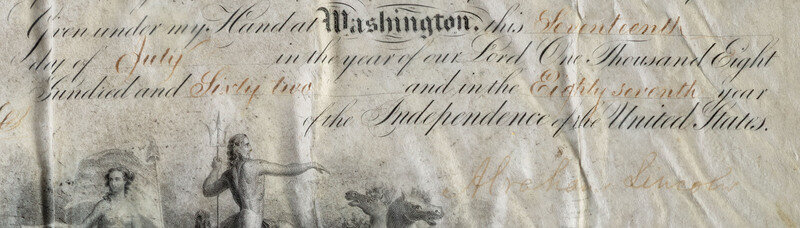 Given under my Hand at Washington. this Seventeenth
day of July in the year of our Lord One Thousand Eight
Hundred and Sixty two and in the Eighty seventh year
of the Independence of the United States.
Abraham Lincoln